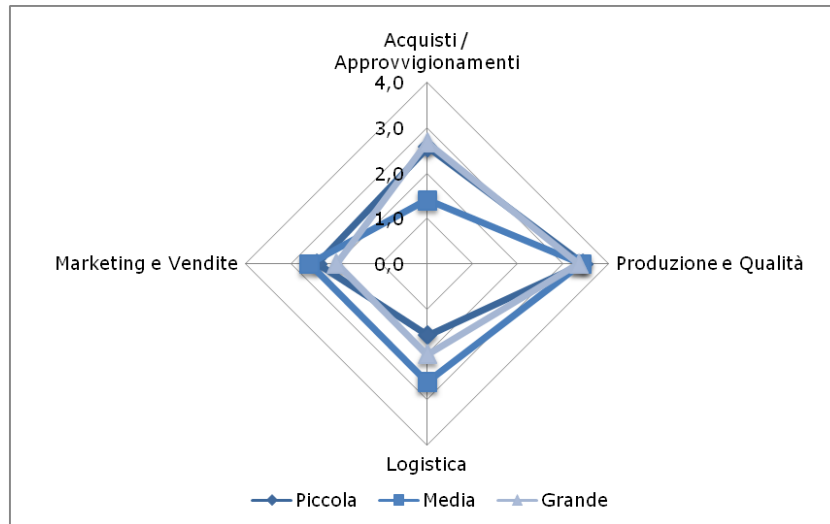 Acquisti /
Approvvigionamenti
4,0
3,0
2,0
1,0
Marketing e Vendite
0,0
Produzione e Qualità
Logistica
Piccola
Media
Grande